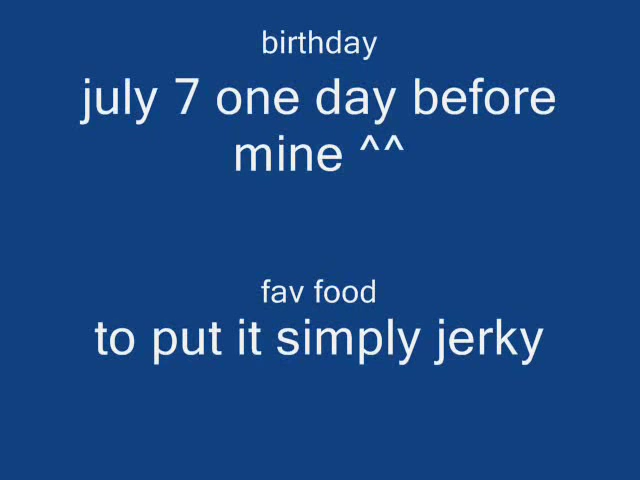 birthday
july 7 one day before
mine ^^
fav food
to put it simply jerky